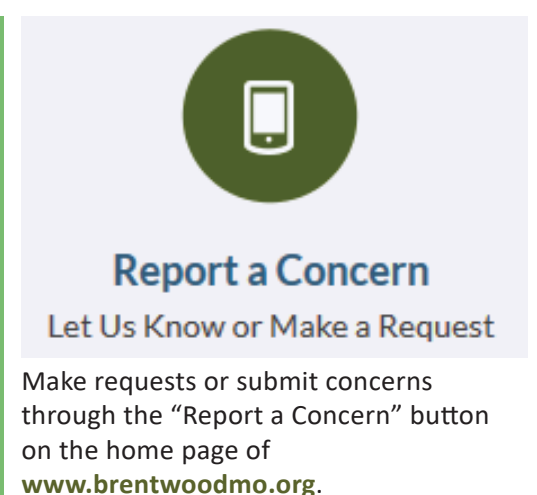 Report a Concern
Let Us Know or Make a Request
Make requests or submit concerns
through the “Report a Concern” button
on the home page of
www.brentwoodmo.org.